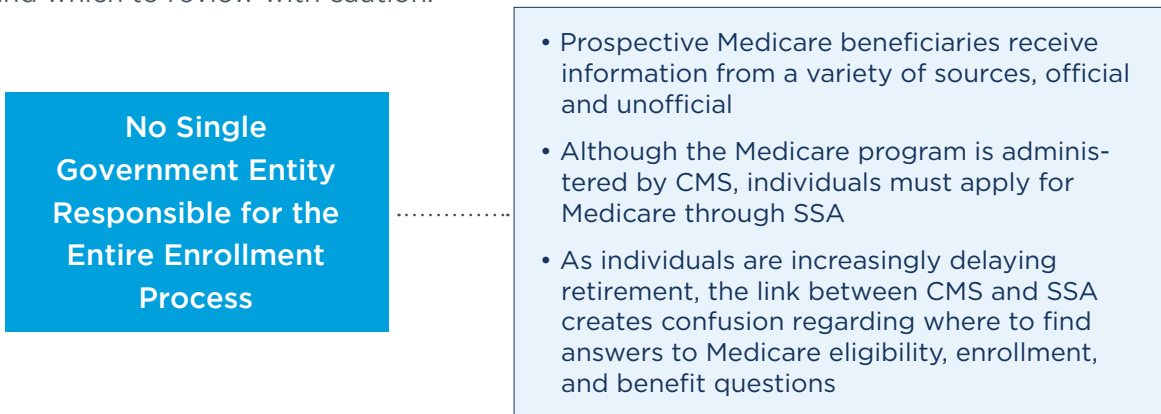 and which to review with caution.
No Single
Government Entity
Responsible for the
Entire Enrollment
Process
• Prospective Medicare beneficiaries receive
information from a variety of sources, official
and unofficial
• Although the Medicare program is adminis-
tered by CMS, individuals must apply for
Medicare through SSA
• As individuals are increasingly delaying
retirement, the link between CMS and SSA
creates confusion regarding where to find
answers to Medicare eligibility, enrollment,
and benefit questions